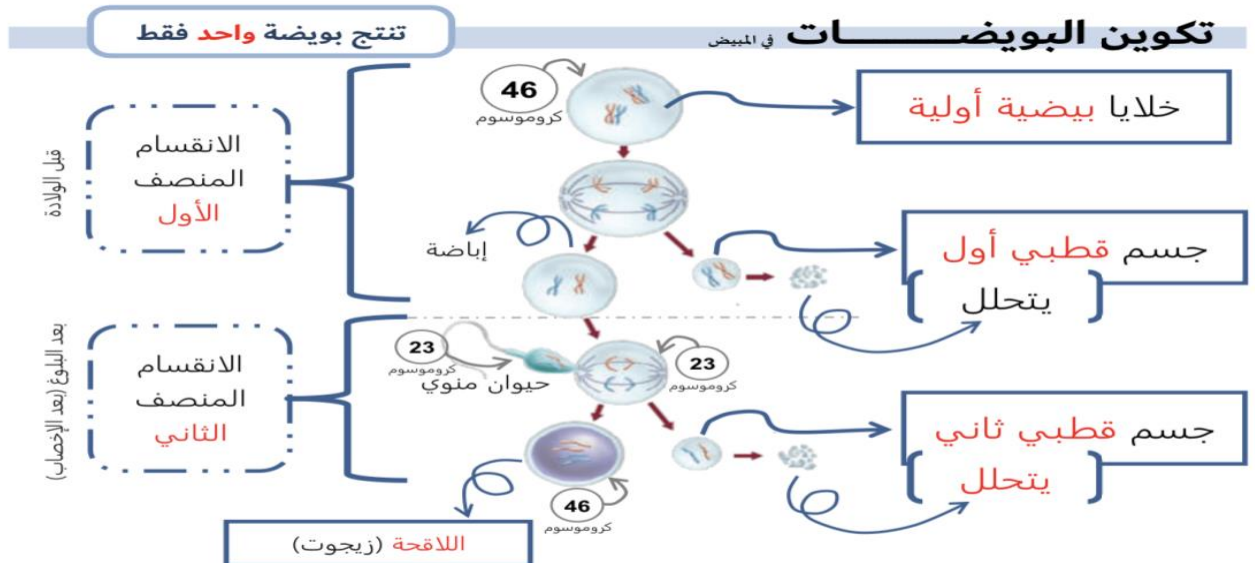 تكوين البويضـــــــــات في المبيض
تنتج بويضة واحد فقط
46
كروموسوم
خلايا بيضية أولية
الانقسام
المنصف
الأول
قبل الولادة
إباضة
جسم قطبي أول
يتحلل
23
كروموسوم
حيوان منوي
23
كروموسوم
الانقسام
المنصف
الثاني
بعد البلوغ (بعد الإخصاب)
جسم قطبي ثاني
يتحلل
46
كروموسوم
اللاقحة (زيجوت)